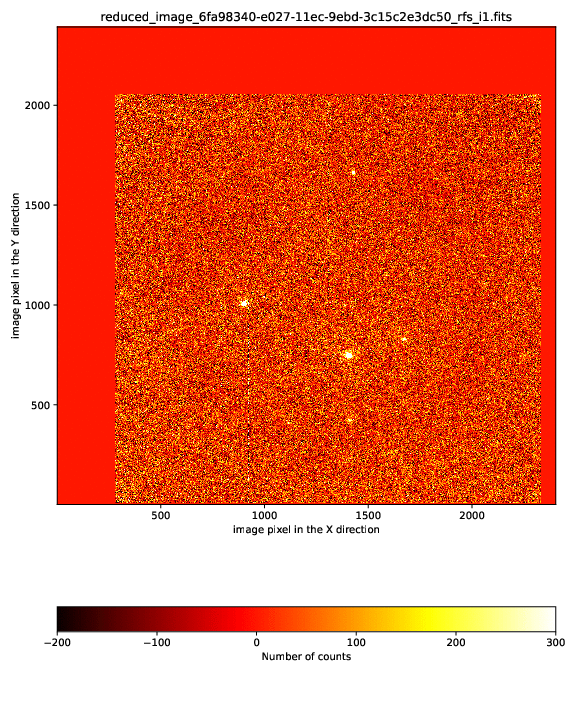 reduced_image_6fa98340-e027-11ec-9ebd-3c15c2e3dc50_rfs_i1.fits
2000
1500
1000
500
image pixel in the Y direction
500 1000 1500 2000
image pixel in the X direction
−200 −100 0 100 200 300
Number of counts